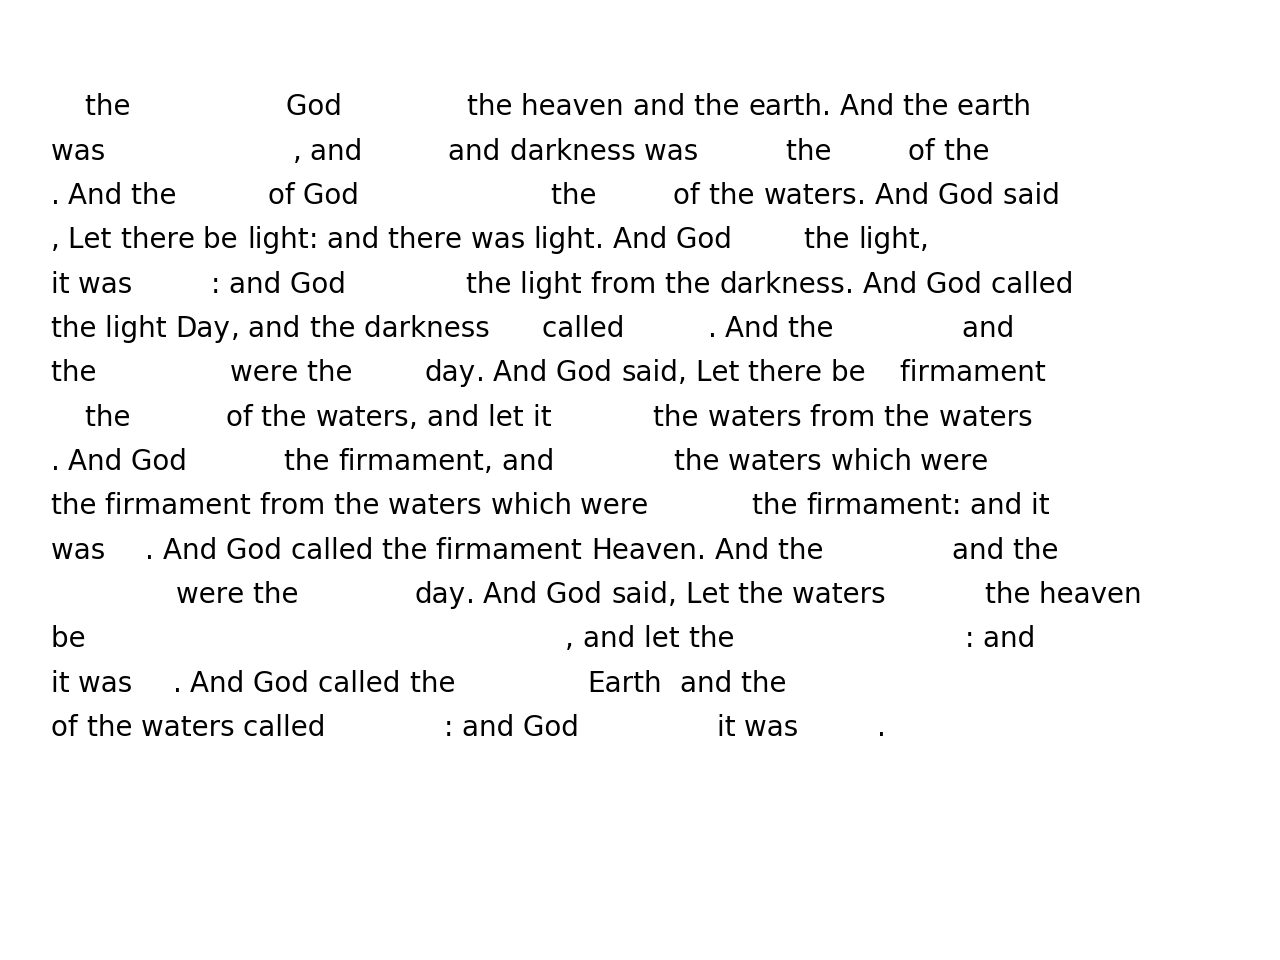 the God the heaven and the earth. And the earth
was , and and darkness was the of the
. And the of God the of the waters. And God said
, Let there be light: and there was light. And God the light,
it was : and God the light from the darkness. And God called
the light Day, and the darkness called . And the and
the were the day. And God said, Let there be firmament
the of the waters, and let it the waters from the waters
. And God the firmament, and the waters which were
the firmament from the waters which were the firmament: and it
was . And God called the firmament Heaven. And the and the
were the day. And God said, Let the waters the heaven
be , and let the : and
it was . And God called the Earth and the
of the waters called : and God it was .